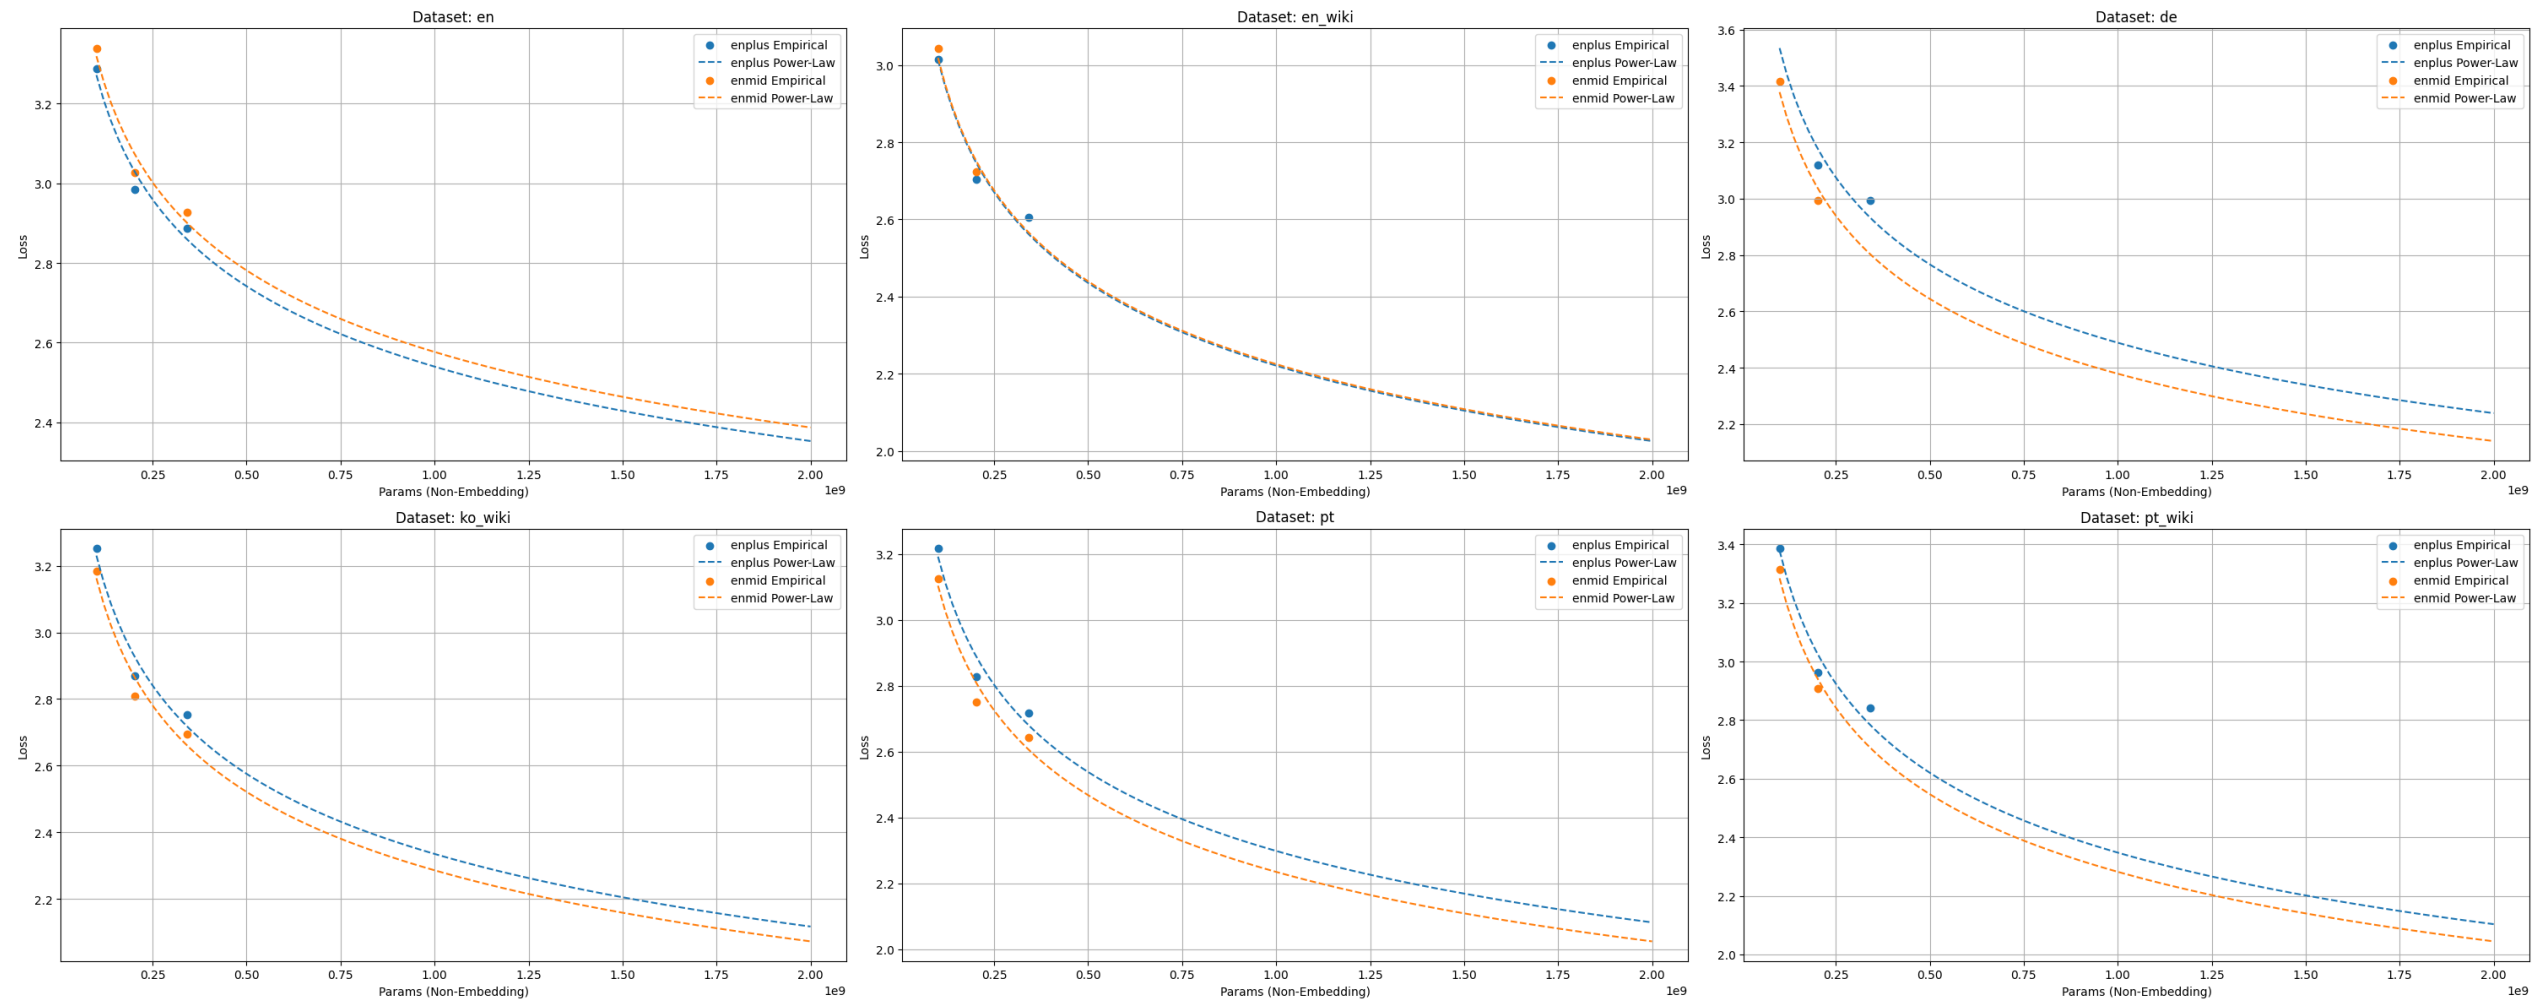 Dataset: en
Loss
3.2
3.0
2.8
2.6
2.4
enplus Empirical
enplus Power-Law
enmid Empirical
enmid Power-Law
0.25
0.50
0.75
1.00
1.25
1.50
1.75
2.00
1e9
Params (Non-Embedding)
Dataset: en_wiki
Loss
3.0
2.8
2.6
2.4
2.2
2.0
enplus Empirical
enplus Power-Law
enmid Empirical
enmid Power-Law
0.25
0.50
0.75
1.00
1.25
1.50
1.75
2.00
1e9
Params (Non-Embedding)
Dataset: de
Loss
3.6
3.4
3.2
3.0
2.8
2.6
2.4
2.2
enplus Empirical
enplus Power-Law
enmid Empirical
enmid Power-Law
0.25
0.50
0.75
1.00
1.25
1.50
1.75
2.00
1e9
Params (Non-Embedding)
Dataset: ko_wiki
Loss
3.2
3.0
2.8
2.6
2.4
2.2
enplus Empirical
enplus Power-Law
enmid Empirical
enmid Power-Law
0.25
0.50
0.75
1.00
1.25
1.50
1.75
2.00
1e9
Params (Non-Embedding)
Dataset: pt
Loss
3.2
3.0
2.8
2.6
2.4
2.2
2.0
enplus Empirical
enplus Power-Law
enmid Empirical
enmid Power-Law
0.25
0.50
0.75
1.00
1.25
1.50
1.75
2.00
1e9
Params (Non-Embedding)
Dataset: pt_wiki
Loss
3.4
3.2
3.0
2.8
2.6
2.4
2.2
2.0
enplus Empirical
enplus Power-Law
enmid Empirical
enmid Power-Law
0.25
0.50
0.75
1.00
1.25
1.50
1.75
2.00
1e9
Params (Non-Embedding)